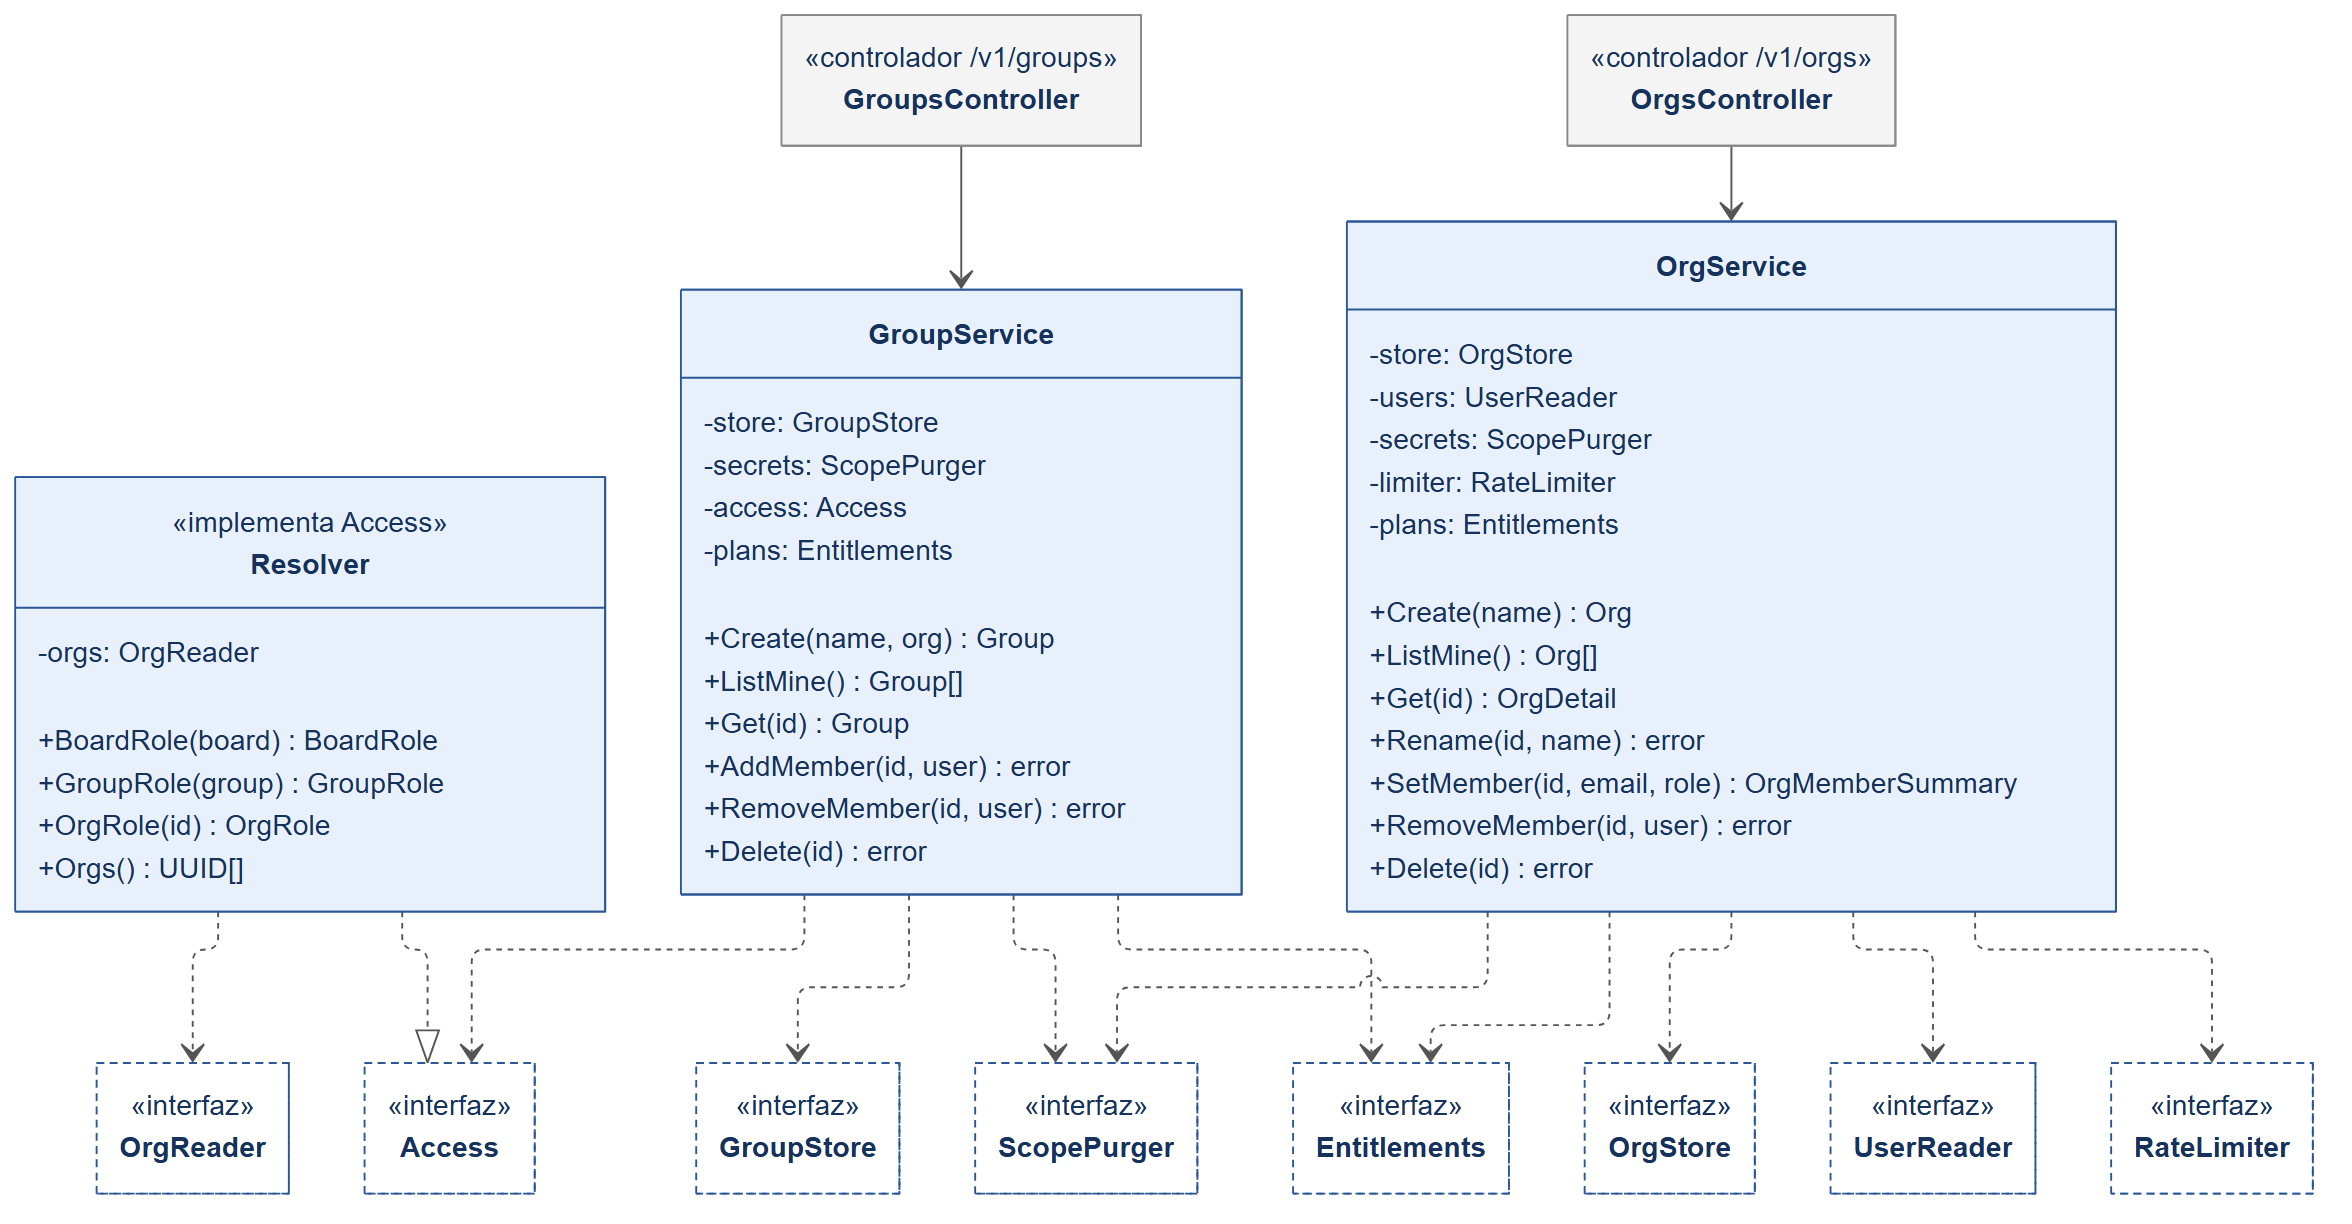 «controlador /v1/groups»
GroupsController
«controlador /v1/orgs»
OrgsController
OrgService
-store: OrgStore
-users: UserReader
-secrets: ScopePurger
-limiter: RateLimiter
-plans: Entitlements
+Create(name) : Org
+ListMine() : Org[]
+Get(id) : OrgDetail
+Rename(id, name) : error
+SetMember(id, email, role) : OrgMemberSummary
+RemoveMember(id, user) : error
+Delete(id) : error
GroupService
-store: GroupStore
-secrets: ScopePurger
-access: Access
-plans: Entitlements
+Create(name, org) : Group
+ListMine() : Group[]
+Get(id) : Group
+AddMember(id, user) : error
+RemoveMember(id, user) : error
+Delete(id) : error
«implementa Access»
Resolver
-orgs: OrgReader
+BoardRole(board) : BoardRole
+GroupRole(group) : GroupRole
+OrgRole(id) : OrgRole
+Orgs() : UUID[]
«interfaz»
OrgReader
«interfaz»
Access
«interfaz»
GroupStore
«interfaz»
ScopePurger
«interfaz»
Entitlements
«interfaz»
OrgStore
«interfaz»
UserReader
«interfaz»
RateLimiter